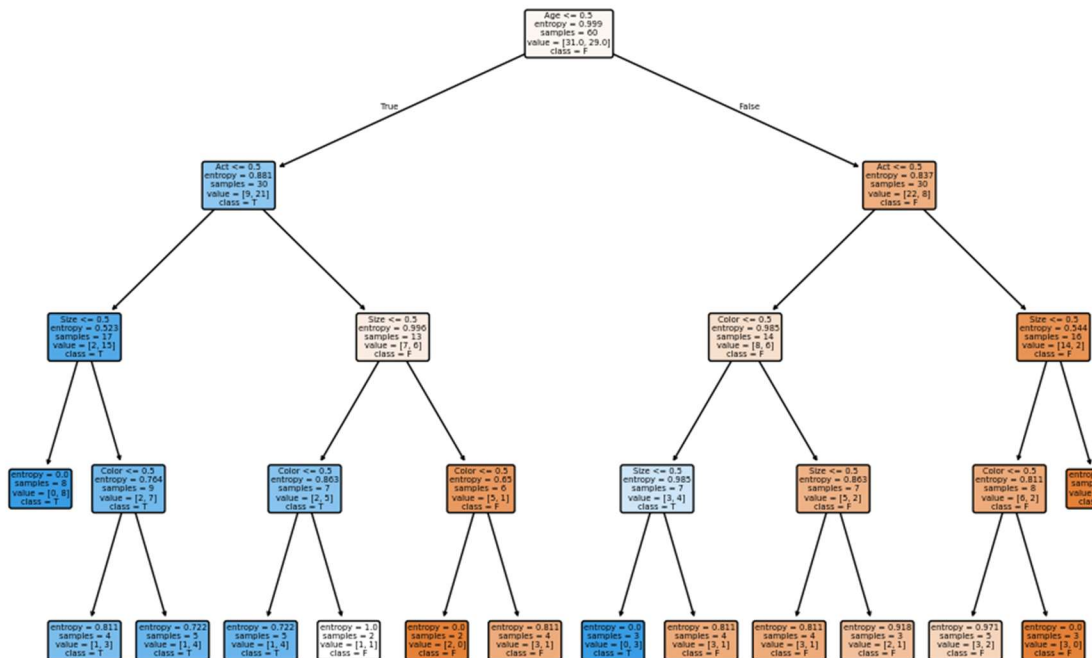 Age <= 0.5
entropy = 0.999
samples = 60
value = [31.0, 29.0]
class = F
True
False
Act <= 0.5
entropy = 0.881
samples = 30
value = [9, 21]
class = T
Act <= 0.5
entropy = 0.837
samples = 30
value = [22, 8]
class = F
Size <= 0.5
entropy = 0.523
samples = 17
value = [2, 15]
class = T
Size <= 0.5
entropy = 0.996
samples = 13
value = [7, 6]
class = F
Color <= 0.5
entropy = 0.985
samples = 14
value = [8, 6]
class = F
Size <= 0.5
entropy = 0.544
samples = 16
value = [14, 2]
class = F
entropy = 0.0
samples = 8
value = [0, 8]
class = T
Color <= 0.5
entropy = 0.764
samples = 9
value = [2, 7]
class = T
Color <= 0.5
entropy = 0.863
samples = 7
value = [2, 5]
class = T
Color <= 0.5
entropy = 0.65
samples = 6
value = [5, 1]
class = F
Size <= 0.5
entropy = 0.985
samples = 7
value = [3, 4]
class = T
Size <= 0.5
entropy = 0.863
samples = 7
value = [5, 2]
class = F
Color <= 0.5
entropy = 0.811
samples = 8
value = [6, 2]
class = F
entropy = 0.811
samples = 4
value = [1, 3]
class = T
entropy = 0.722
samples = 5
value = [1, 4]
class = T
entropy = 0.722
samples = 5
value = [1, 4]
class = T
entropy = 1.0
samples = 2
value = [1, 1]
class = F
entropy = 0.0
samples = 2
value = [2, 0]
class = F
entropy = 0.811
samples = 4
value = [3, 1]
class = F
entropy = 0.0
samples = 3
value = [0, 3]
class = T
entropy = 0.811
samples = 4
value = [3, 1]
class = F
entropy = 0.811
samples = 4
value = [3, 1]
class = F
entropy = 0.918
samples = 3
value = [2, 1]
class = F
entropy = 0.971
samples = 5
value = [3, 2]
class = F
entropy = 0.0
samples = 3
value = [3, 0]
class = F